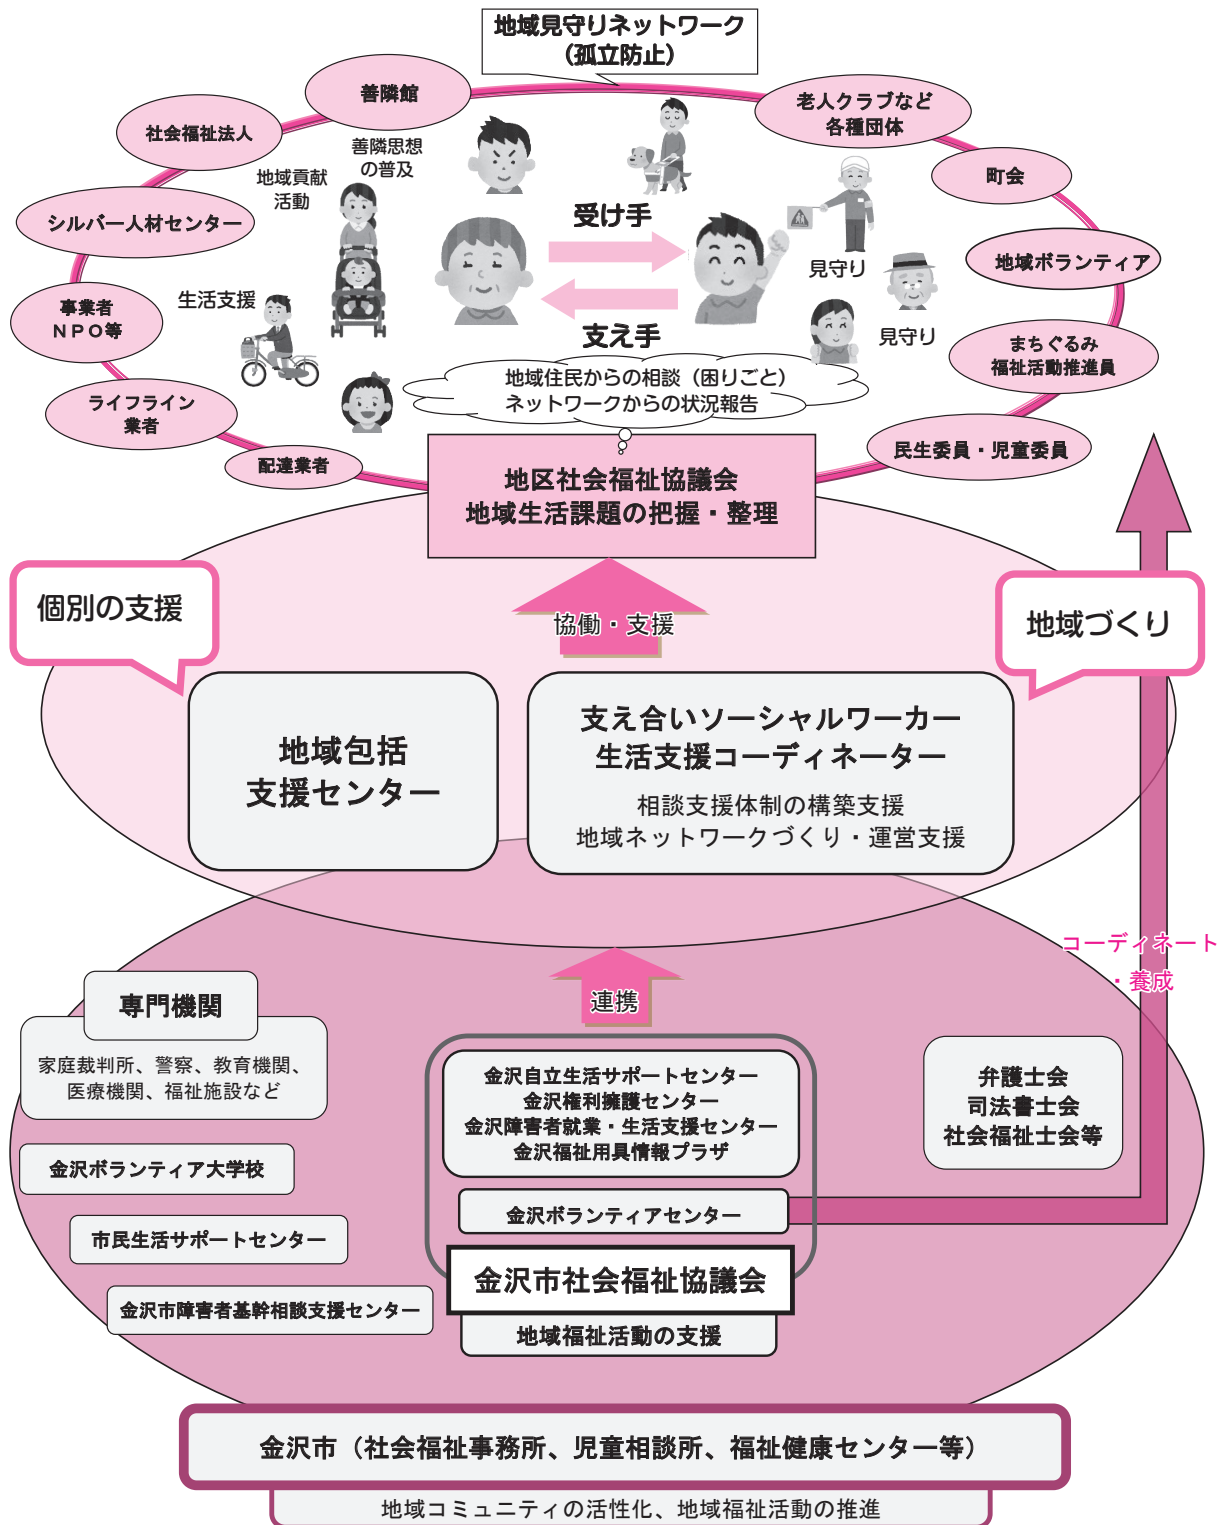 地域見守りネットワーク
（孤立防止）
善隣館
老人クラブなど
各種団体
社会福祉法人
善隣思想
の普及
地域貢献
活動
町会
シルバー人材センター
受け手
地域ボランティア
見守り
生活支援
事業者
ＮＰＯ等
支え手
見守り
まちぐるみ
福祉活動推進員
地域住民からの相談（困りごと）
ネットワークからの状況報告
ライフライン
業者
民生委員・児童委員
配達業者
地区社会福祉協議会
地域生活課題の把握・整理
個別の支援
協働・支援
地域づくり
地域包括
支援センター
支え合いソーシャルワーカー
生活支援コーディネーター
相談支援体制の構築支援
地域ネットワークづくり・運営支援
コーディネート
・養成
連携
専門機関
家庭裁判所、警察、教育機関、
医療機関、福祉施設など
金沢自立生活サポートセンター
金沢権利擁護センター
金沢障害者就業・生活支援センター
金沢福祉用具情報プラザ
弁護士会
司法書士会
社会福祉士会等
金沢ボランティア大学校
金沢ボランティアセンター
市民生活サポートセンター
金沢市社会福祉協議会
金沢市障害者基幹相談支援センター
地域福祉活動の支援
金沢市（社会福祉事務所、児童相談所、福祉健康センター等）
地域コミュニティの活性化、地域福祉活動の推進